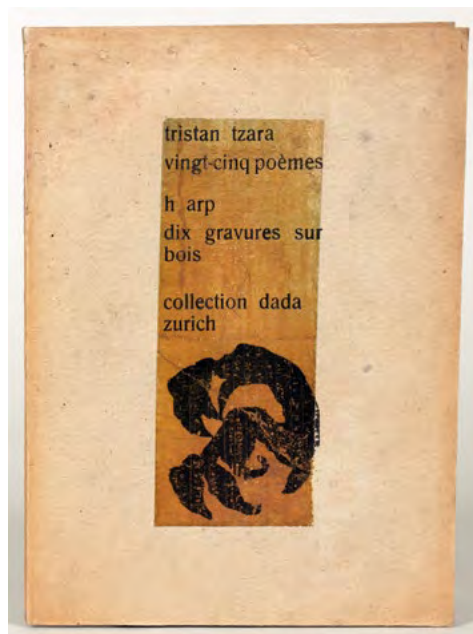 tristan tzara
vingt-cinq poèmes
h arp
dix gravures sur
bois
collection dada
zurich